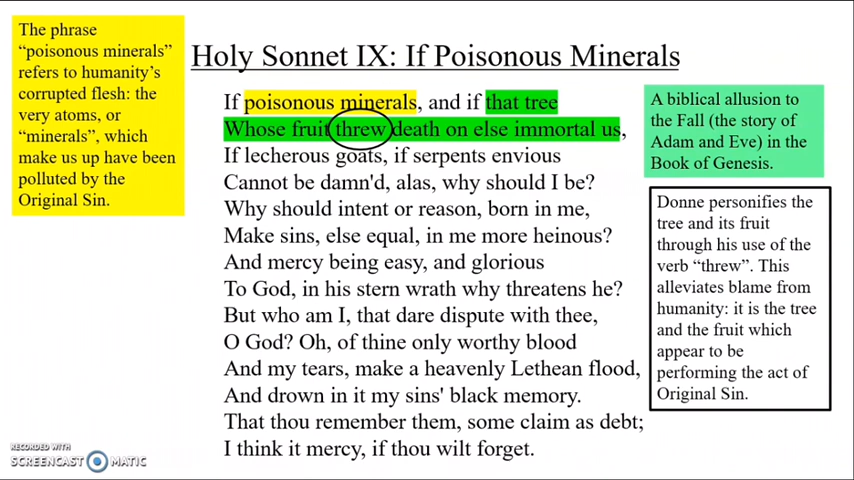 The phrase
“poisonous minerals”
refers to humanity’s
corrupted flesh: the
very atoms, or
“minerals”, which
make us up have been
polluted by the
Original Sin.
Holy Sonnet IX: If Poisonous Minerals
If poisonous minerals, and if that tree
Whose fruit threw death on else immortal us,
If lecherous goats, if serpents envious
Cannot be damn'd, alas, why should I be?
Why should intent or reason, born in me,
Make sins, else equal, in me more heinous?
And mercy being easy, and glorious
To God, in his stern wrath why threatens he?
But who am I, that dare dispute with thee,
O God? Oh, of thine only worthy blood
And my tears, make a heavenly Lethean flood,
And drown in it my sins' black memory.
That thou remember them, some claim as debt;
I think it mercy, if thou wilt forget.
A biblical allusion to
the Fall (the story of
Adam and Eve) in the
Book of Genesis.
Donne personifies the
tree and its fruit
through his use of the
verb “threw”. This
alleviates blame from
humanity: it is the tree
and the fruit which
appear to be
performing the act of
Original Sin.
RECORDED WITH
SCREENCAST MATIC